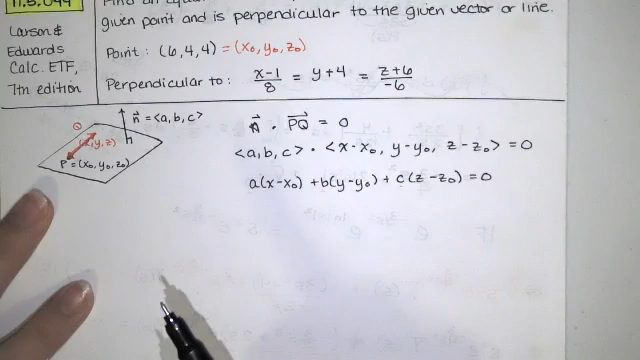 11.5.044
Larson &
Edwards
Calc. ETF,
7th edition
given point and is perpendicular to the given vector or line.
Point: (6,4,4) = (x₀, y₀, z₀)
Perpendicular to: x-1/8 = y+4 = z+6/-6
n⃗ = <a, b, c>
Q
(x, y, z)
P = (x₀, y₀, z₀)
n⃗ · PQ⃗ = 0
<a, b, c> · <x - x₀, y - y₀, z - z₀> = 0
a(x - x₀) + b(y - y₀) + c(z - z₀) = 0